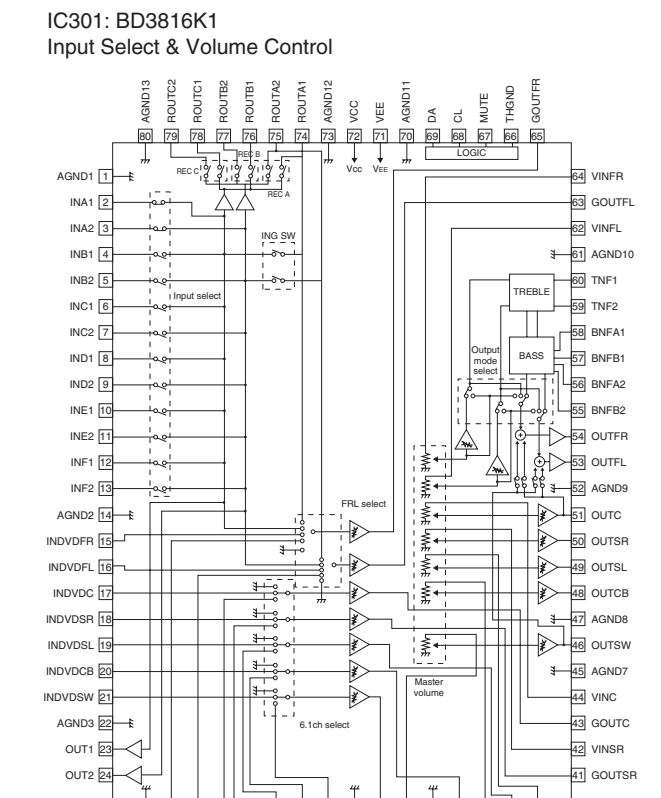 IC301: BD3816K1
Input Select & Volume Control
AGND13
ROUTC2
ROUTC1
ROUTB2
ROUTB1
ROUTA2
ROUTA1
AGND12
VCC
VEE
AGND11
DA
CL
MUTE
THGND
GOUTFR
80 79 78 77 76 75 74 73 72 71 70 69 68 67 66 65
LOGIC
REC B
REC C
REC A
Vcc
VEE
AGND1 1
INA1 2
INA2 3
INB1 4
INB2 5
INC1 6
INC2 7
IND1 8
IND2 9
INE1 10
INE2 11
INF1 12
INF2 13
AGND2 14
INDVDFR 15
INDVDFL 16
INDVDC 17
INDVDSR 18
INDVDSL 19
INDVDCB 20
INDVDSW 21
AGND3 22
OUT1 23
OUT2 24
ING SW
Input select
FRL select
6.1ch select
Master
volume
Output
mode
select
TREBLE
BASS
64 VINFR
63 GOUTFL
62 VINFL
61 AGND10
60 TNF1
59 TNF2
58 BNFA1
57 BNFB1
56 BNFA2
55 BNFB2
54 OUTFR
53 OUTFL
52 AGND9
51 OUTC
50 OUTSR
49 OUTSL
48 OUTCB
47 AGND8
46 OUTSW
45 AGND7
44 VINC
43 GOUTC
42 VINSR
41 GOUTSR